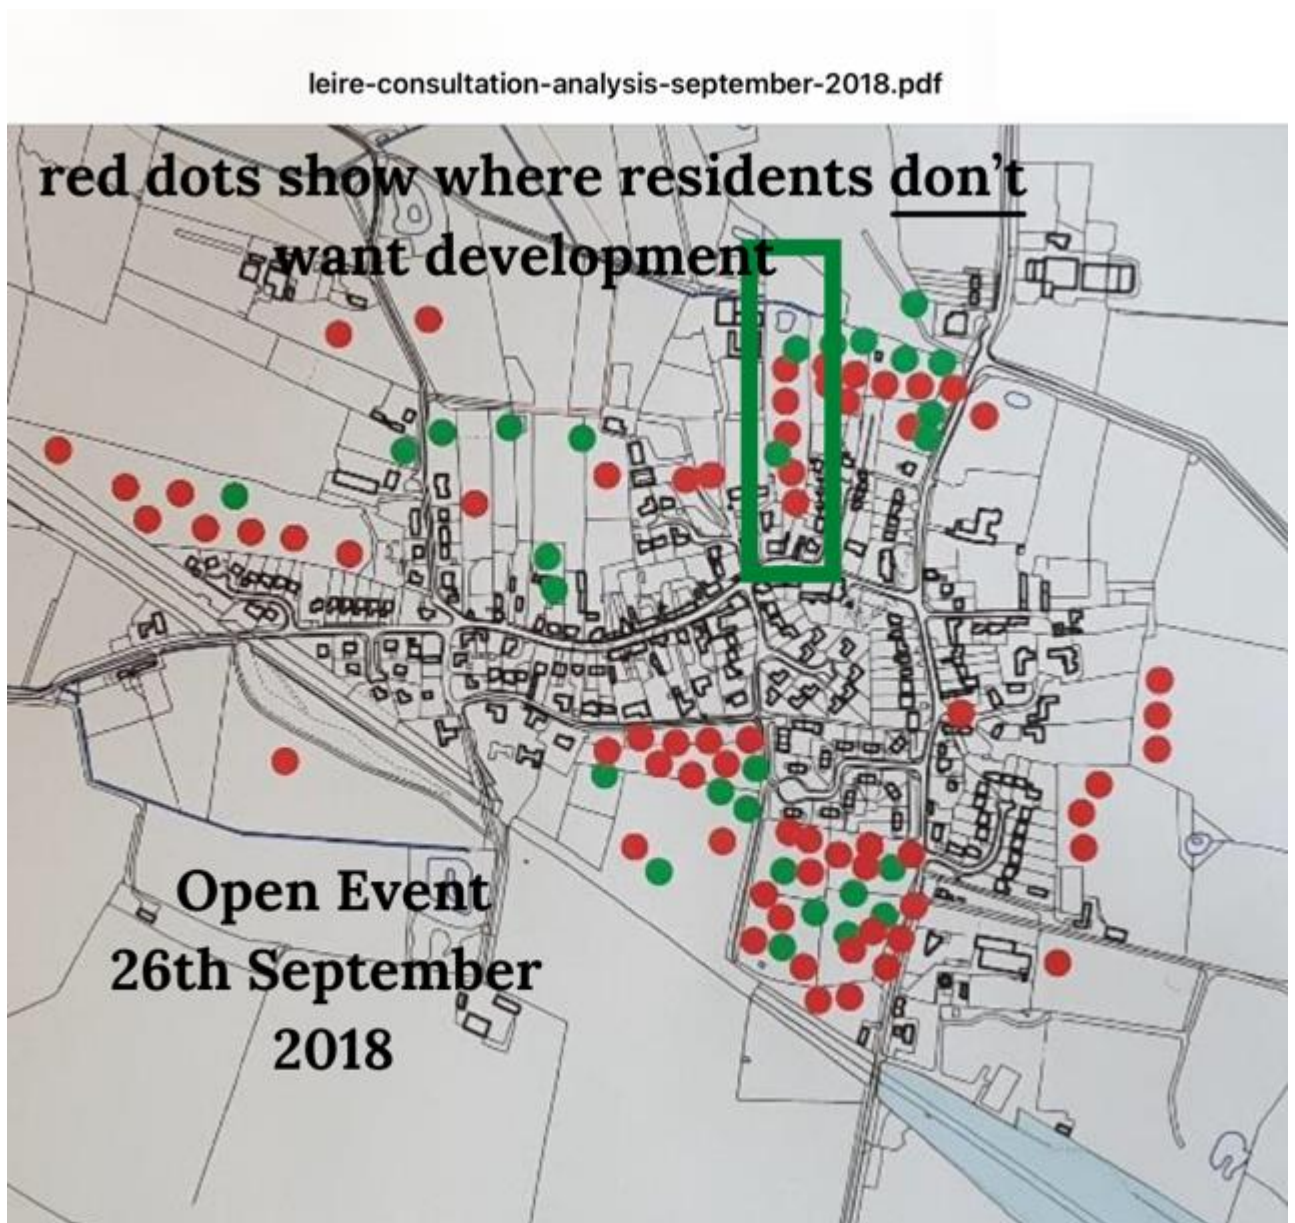 leire-consultation-analysis-september-2018.pdf
red dots show where residents don't
want development
Open Event
26th September
2018